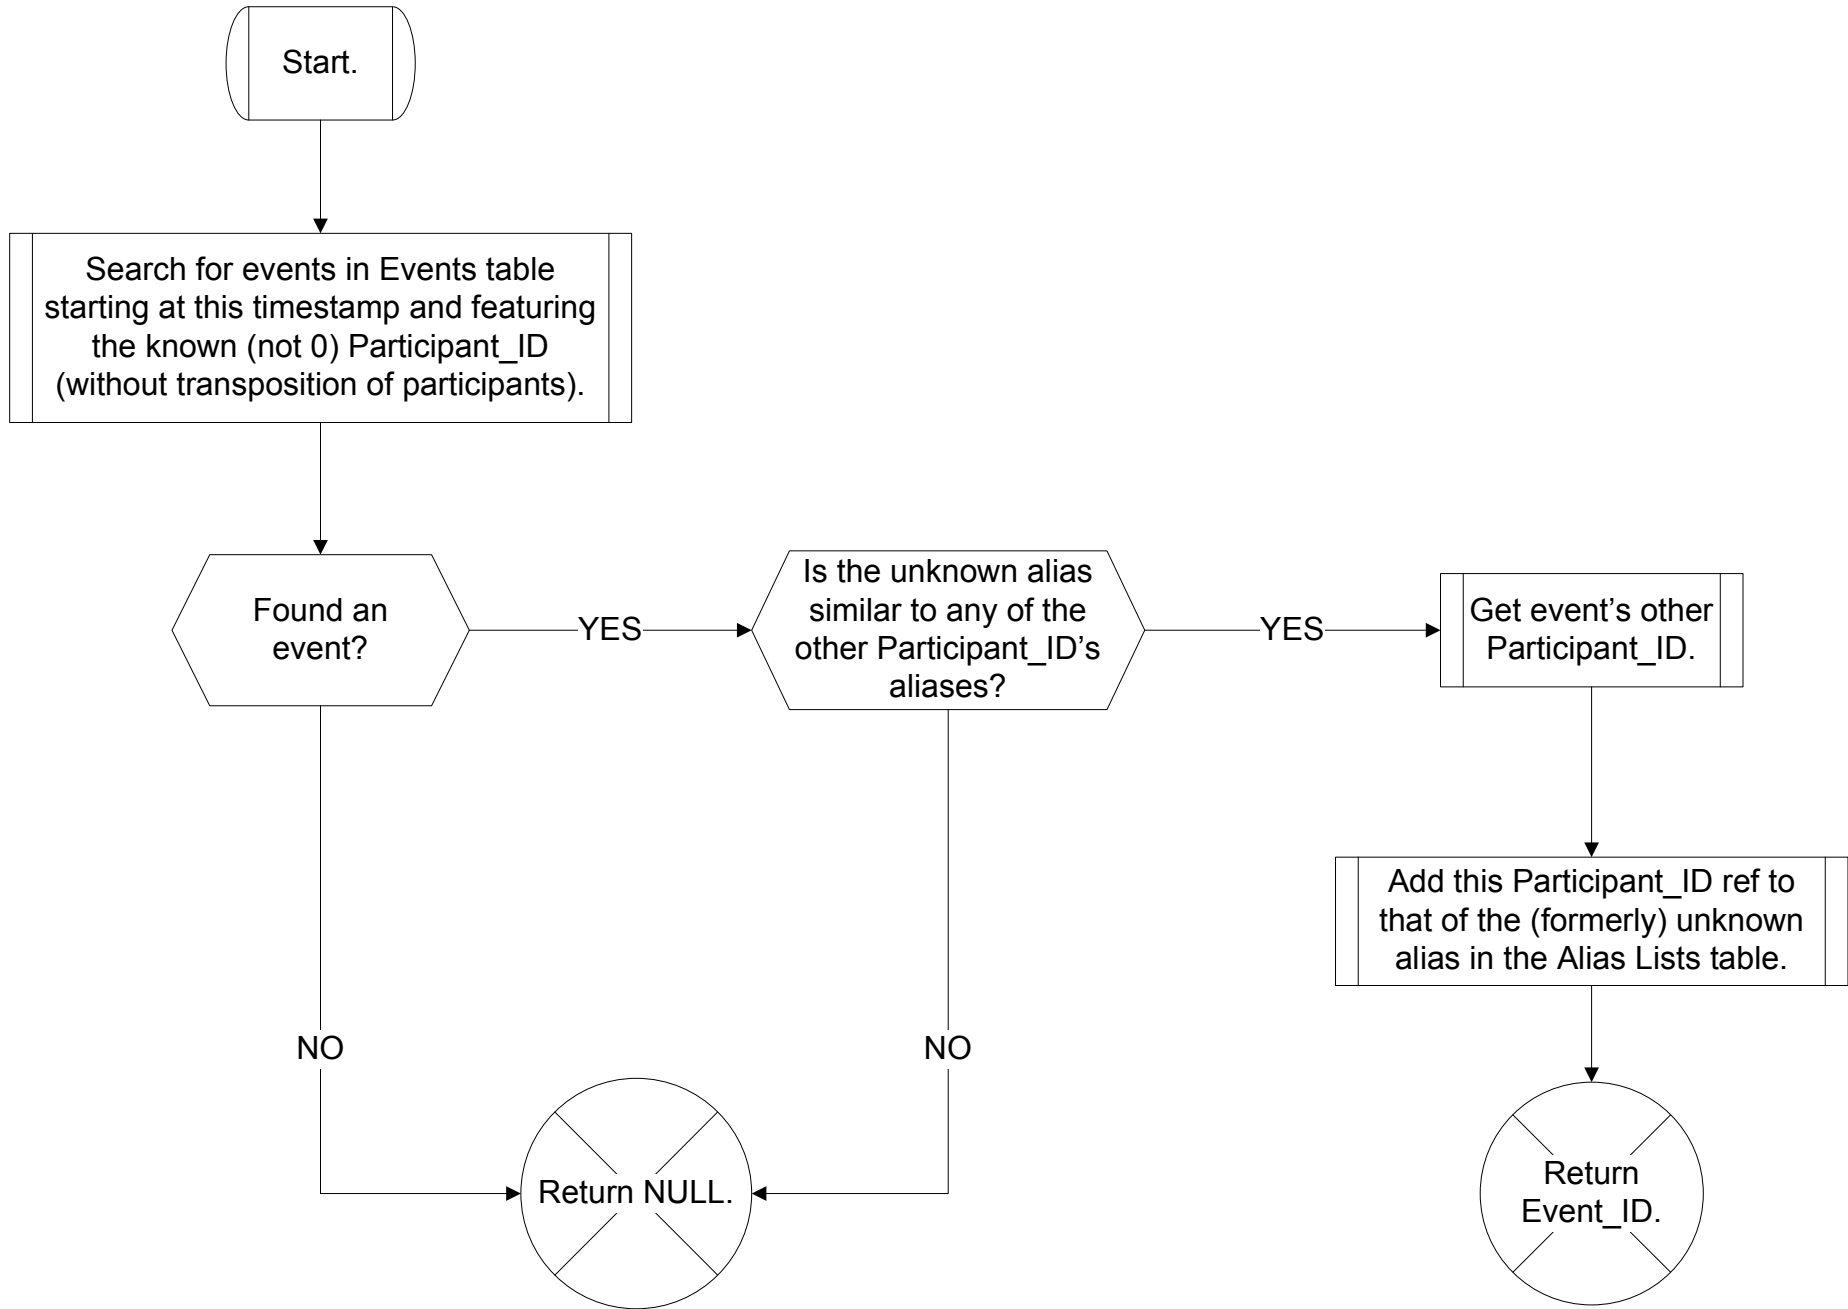 Start.
Search for events in Events table
starting at this timestamp and featuring
the known (not 0) Participant_ID
(without transposition of participants).
Found an
event?
YES
Is the unknown alias
similar to any of the
other Participant_ID’s
aliases?
YES
Get event’s other
Participant_ID.
Add this Participant_ID ref to
that of the (formerly) unknown
alias in the Alias Lists table.
NO
NO
Return NULL.
Return
Event_ID.